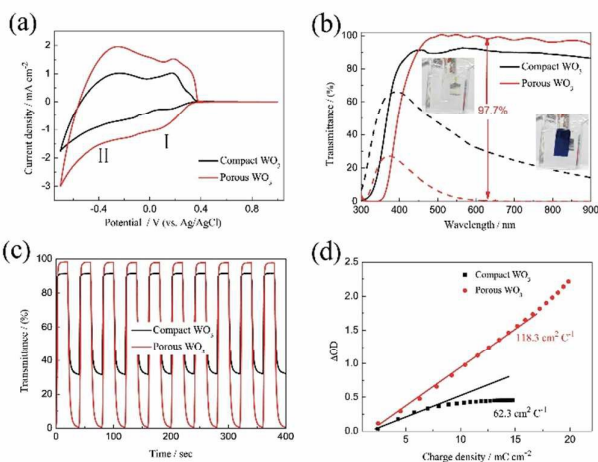 (a)
Current density / mA cm-2
2
1
0
-1
-2
-3
II
I
Compact WO3
Porous WO3
-0.4
0.0
0.4
0.8
Potential / V (vs. Ag/AgCl)
(b)
Transmittance / (%)
100
80
60
40
20
0
Compact WO3
Porous WO3
97.7%
300
400
500
600
700
800
900
Wavelength / nm
(c)
Transmittance / (%)
100
80
60
40
20
0
Compact WO3
Porous WO3
0
50
100
150
200
250
300
350
400
Time / sec
(d)
ΔOD
2.5
2.0
1.5
1.0
0.5
0.0
Compact WO3
Porous WO3
118.3 cm2 C-1
62.3 cm2 C-1
5
10
15
20
Charge density / mC cm-2